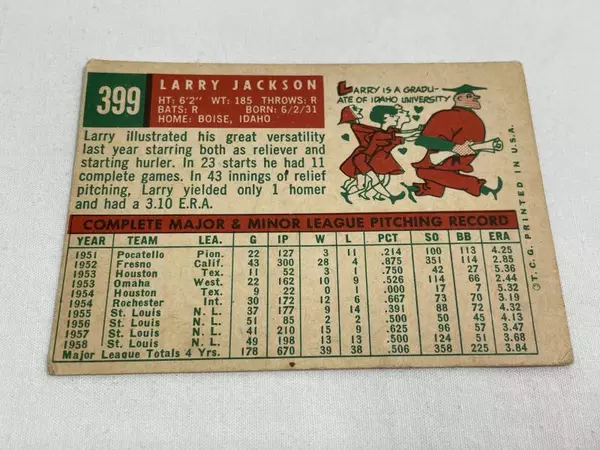 399
LARRY JACKSON
HT: 6'2" WT: 185 THROWS: R
BATS: R BORN: 6/2/31
HOME: BOISE, IDAHO
LARRY IS A GRADU-
ATE OF IDAHO UNIVERSITY
Larry illustrated his great versatility
last year starring both as reliever and
starting hurler. In 23 starts he had 11
complete games. In 43 innings of relief
pitching, Larry yielded only 1 homer
and had a 3.10 E.R.A.
COMPLETE MAJOR & MINOR LEAGUE PITCHING RECORD
YEAR TEAM LEA. G IP W L PCT SO BB ERA
1951 Pocatello Pion. 22 127 3 11 .214 100 113 4.25
1952 Fresno Calif. 43 300 28 4 .875 351 114 2.85
1953 Houston Tex. 11 52 3 1 .750 42 27 5.36
1953 Omaha West. 22 162 10 9 .526 114 66 2.44
1954 Houston Tex. 2 10 0 1 .000 17 7 5.32
1954 Rochester Int. 30 172 12 6 .667 73 39 4.19
1955 St. Louis N. L. 37 177 9 14 .391 88 72 4.32
1956 St. Louis N. L. 51 85 2 2 .500 50 45 4.13
1957 St. Louis N. L. 41 210 15 9 .625 96 57 3.47
1958 St. Louis N. L. 49 198 13 13 .500 124 51 3.68
Major League Totals 4 Yrs. 178 670 39 38 .506 358 225 3.84
©T.C.G. PRINTED IN U.S.A.